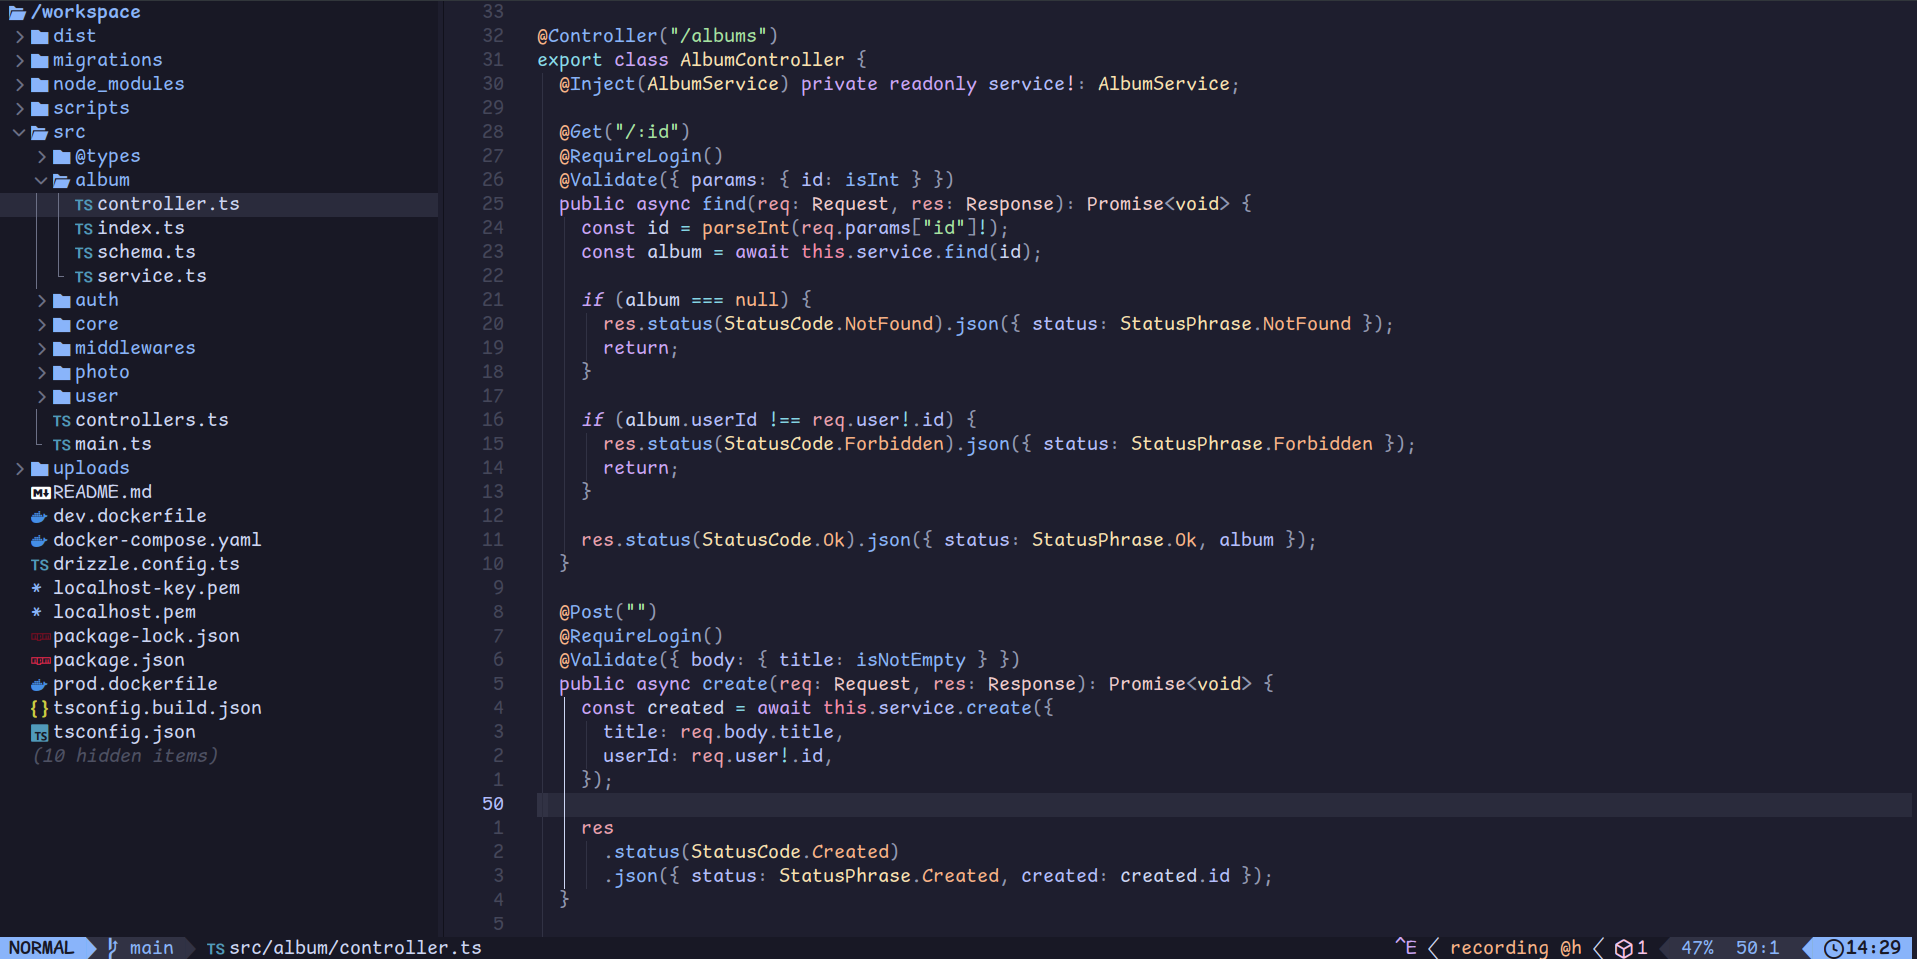 /workspace
dist
migrations
node_modules
scripts
src
@types
album
controller.ts
index.ts
schema.ts
service.ts
auth
core
middlewares
photo
user
controllers.ts
main.ts
uploads
README.md
dev.dockerfile
docker-compose.yaml
TS drizzle.config.ts
* localhost-key.pem
* localhost.pem
package-lock.json
package.json
prod.dockerfile
{} tsconfig.build.json
TS tsconfig.json
(10 hidden items)
33
32 @Controller("/albums")
31 export class AlbumController {
30 @Inject(AlbumService) private readonly service!: AlbumService;
29
28 @Get("/:id")
27 @RequireLogin()
26 @Validate({ params: { id: isInt } })
25 public async find(req: Request, res: Response): Promise<void> {
24 const id = parseInt(req.params["id"]!);
23 const album = await this.service.find(id);
22
21 if (album === null) {
20 res.status(StatusCode.NotFound).json({ status: StatusPhrase.NotFound });
19 return;
18 }
17
16 if (album.userId !== req.user!.id) {
15 res.status(StatusCode.Forbidden).json({ status: StatusPhrase.Forbidden });
14 return;
13 }
12
11 res.status(StatusCode.Ok).json({ status: StatusPhrase.Ok, album });
10 }
9
8 @Post("")
7 @RequireLogin()
6 @Validate({ body: { title: isNotEmpty } })
5 public async create(req: Request, res: Response): Promise<void> {
4 const created = await this.service.create({
3 title: req.body.title,
2 userId: req.user!.id,
1 });
50
1 res
2 .status(StatusCode.Created)
3 .json({ status: StatusPhrase.Created, created: created.id });
4 }
5
NORMAL main TS src/album/controller.ts ^E recording @h 1 47% 50:1 14:29